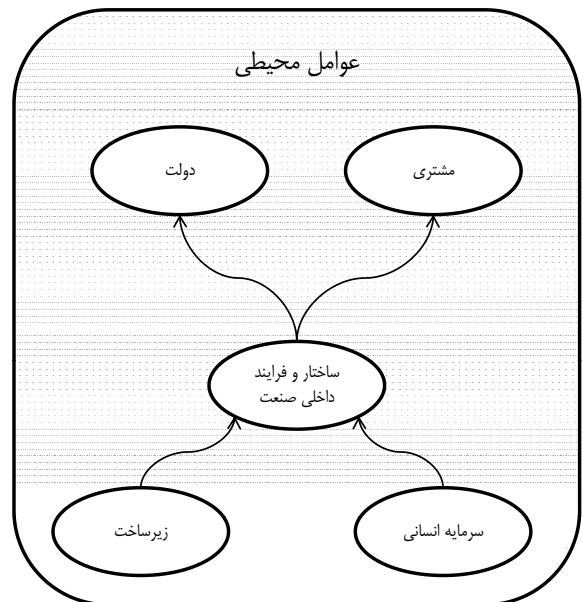 عوامل محیطی
مشتری
دولت
ساختار و فرایند
داخلی صنعت
سرمایه انسانی
زیرساخت